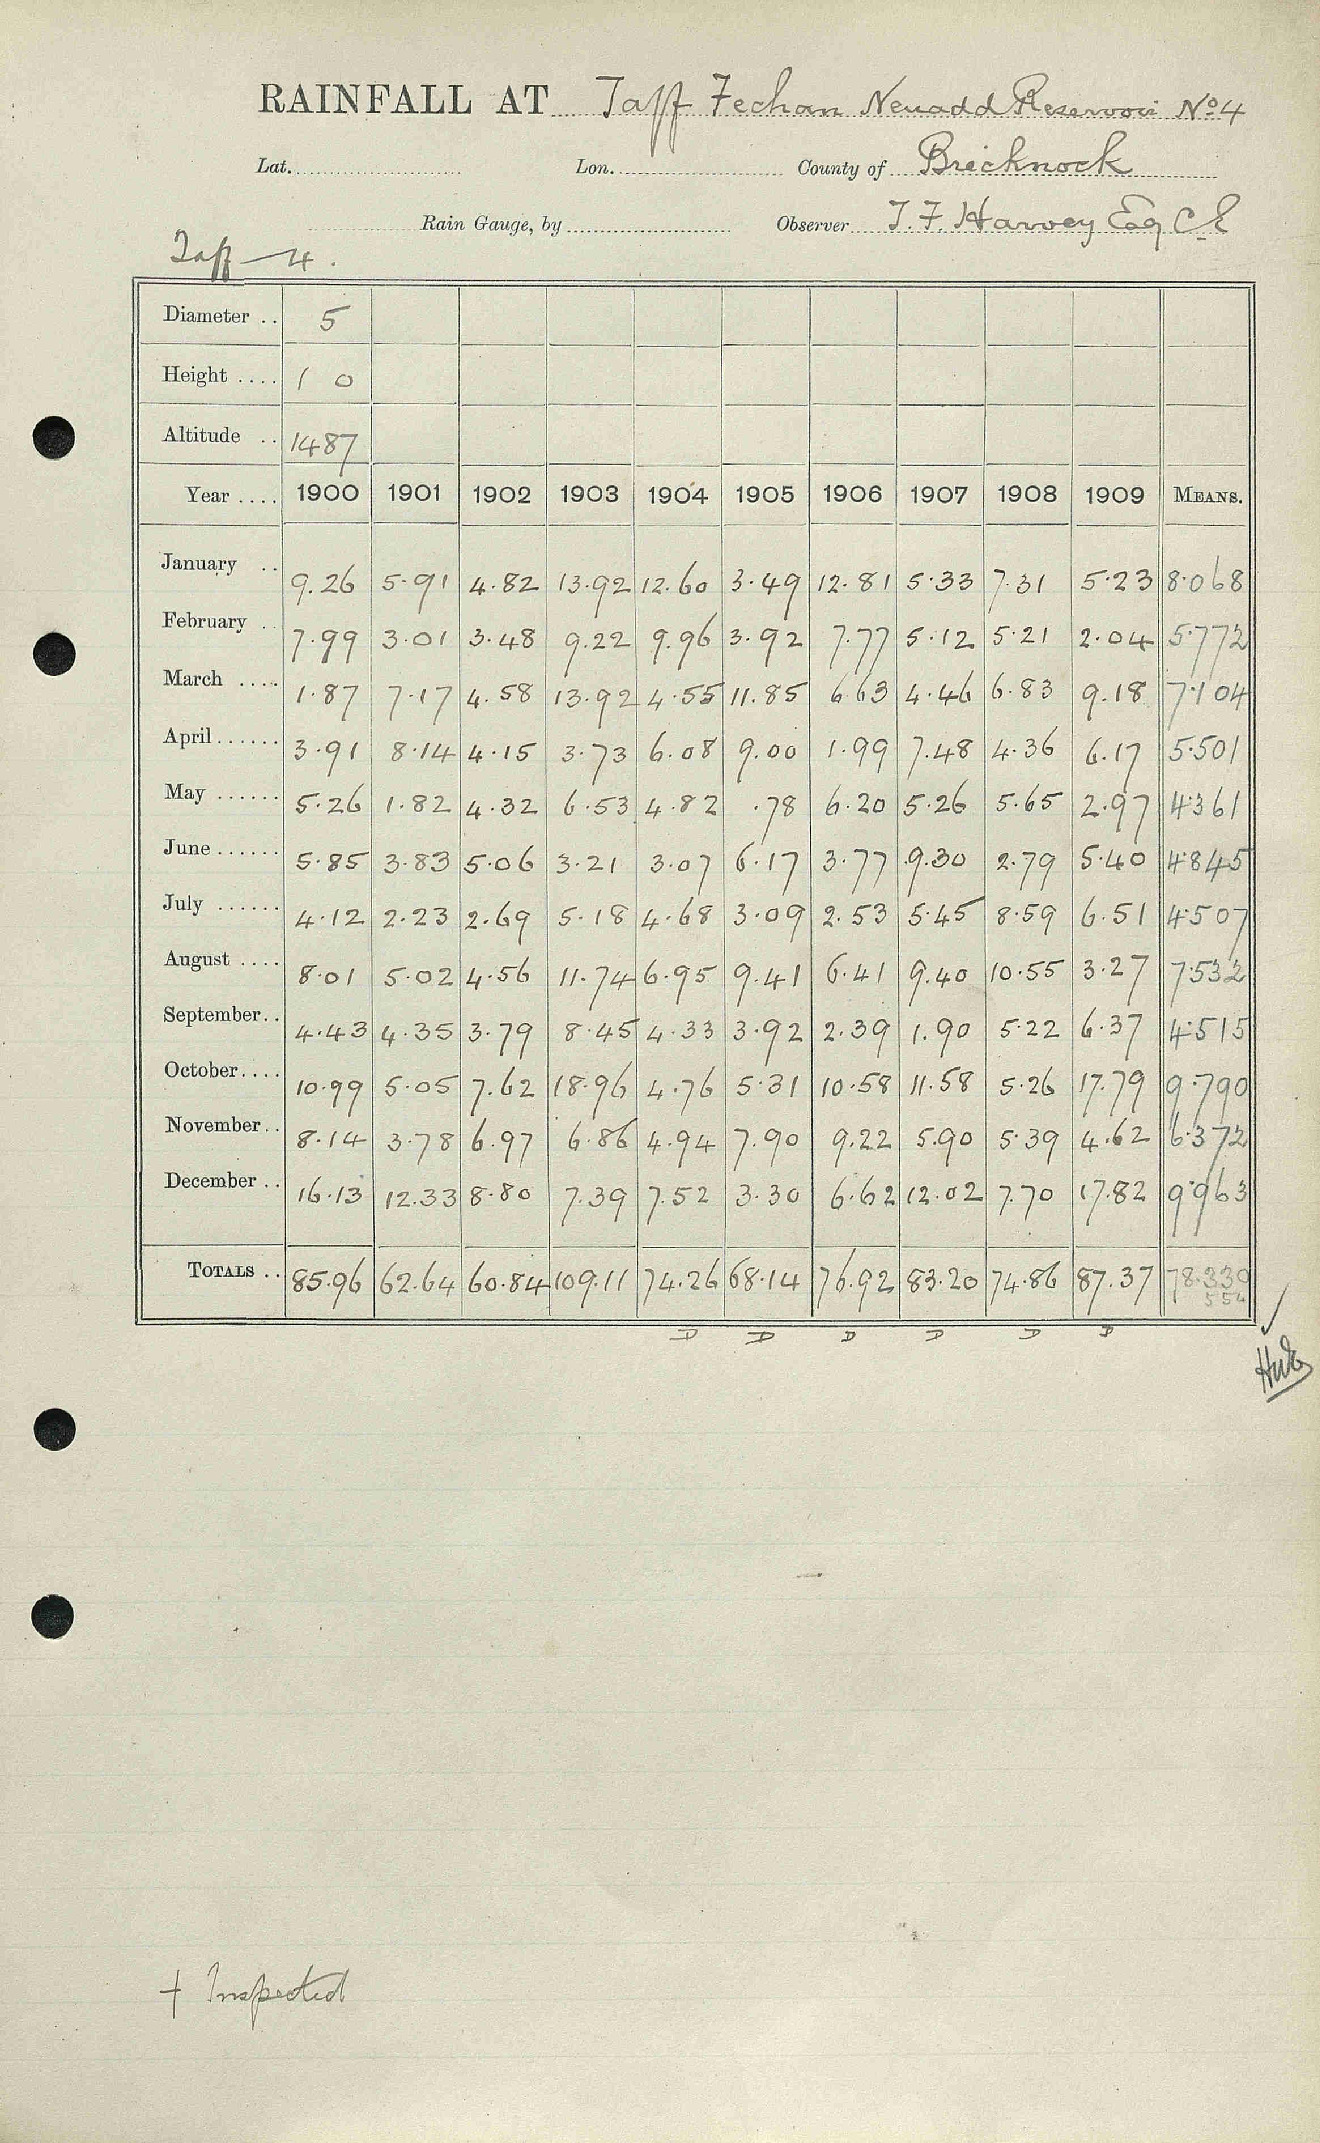 RAINFALL AT Taff Fechan Neuadd Reservoir No 4
Lat. Lon. County of Brecknock
Rain Gauge, by Observer T. F. Harvey Esq C E
Taff 4.
Diameter .. 5
Height .... 1 0
Altitude .. 1487
Year .... 1900 1901 1902 1903 1904 1905 1906 1907 1908 1909 MEANS.
January .. 9.26 5.91 4.82 13.92 12.60 3.49 12.81 5.33 7.31 5.23 8.068
February .. 7.99 3.01 3.48 9.22 9.96 3.92 7.77 5.12 5.21 2.04 5.772
March .... 1.87 7.17 4.58 13.92 4.55 11.85 6.63 4.46 6.83 9.18 7.104
April...... 3.91 8.14 4.15 3.73 6.08 9.00 1.99 7.48 4.36 6.17 5.501
May ...... 5.26 1.82 4.32 6.53 4.82 .78 6.20 5.26 5.65 2.97 4.361
June ...... 5.85 3.83 5.06 3.21 3.07 6.17 3.77 9.30 2.79 5.40 4.845
July ...... 4.12 2.23 2.69 5.18 4.68 3.09 2.53 5.45 8.59 6.51 4.507
August .... 8.01 5.02 4.56 11.74 6.95 9.41 6.41 9.40 10.55 3.27 7.532
September.. 4.43 4.35 3.79 8.45 4.33 3.92 2.39 1.90 5.22 6.37 4.515
October.... 10.99 5.05 7.62 18.96 4.76 5.31 10.58 11.58 5.26 17.79 9.790
November.. 8.14 3.78 6.97 6.86 4.94 7.90 9.22 5.90 5.39 4.62 6.372
December .. 16.13 12.33 8.80 7.39 7.52 3.30 6.62 12.02 7.70 17.82 9.963
TOTALS .. 85.96 62.64 60.84 109.11 74.26 68.14 76.92 83.20 74.86 87.37 78.330
D D D D D D
+ Inspected